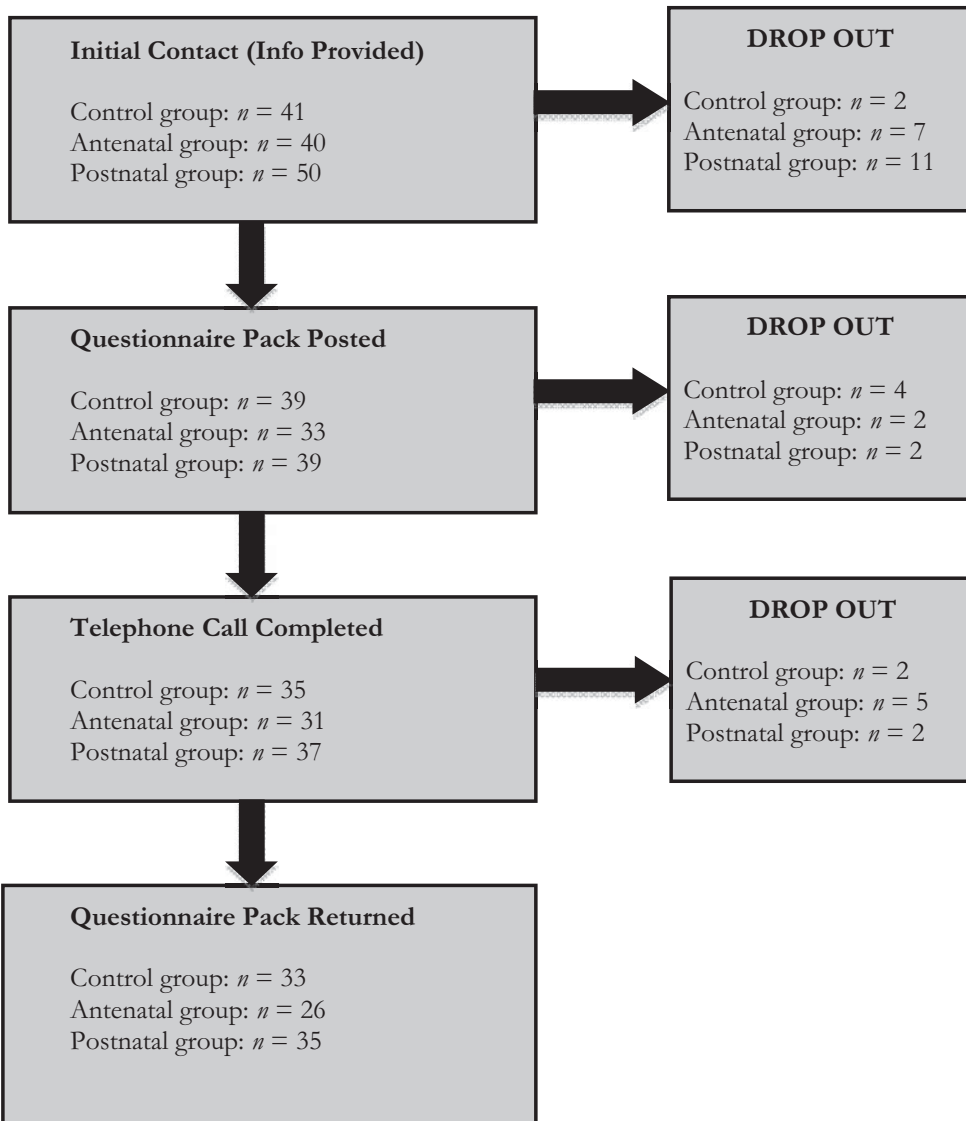 Initial Contact (Info Provided)
Control group: n = 41
Antenatal group: n = 40
Postnatal group: n = 50
DROP OUT
Control group: n = 2
Antenatal group: n = 7
Postnatal group: n = 11
Questionnaire Pack Posted
Control group: n = 39
Antenatal group: n = 33
Postnatal group: n = 39
DROP OUT
Control group: n = 4
Antenatal group: n = 2
Postnatal group: n = 2
Telephone Call Completed
Control group: n = 35
Antenatal group: n = 31
Postnatal group: n = 37
DROP OUT
Control group: n = 2
Antenatal group: n = 5
Postnatal group: n = 2
Questionnaire Pack Returned
Control group: n = 33
Antenatal group: n = 26
Postnatal group: n = 35